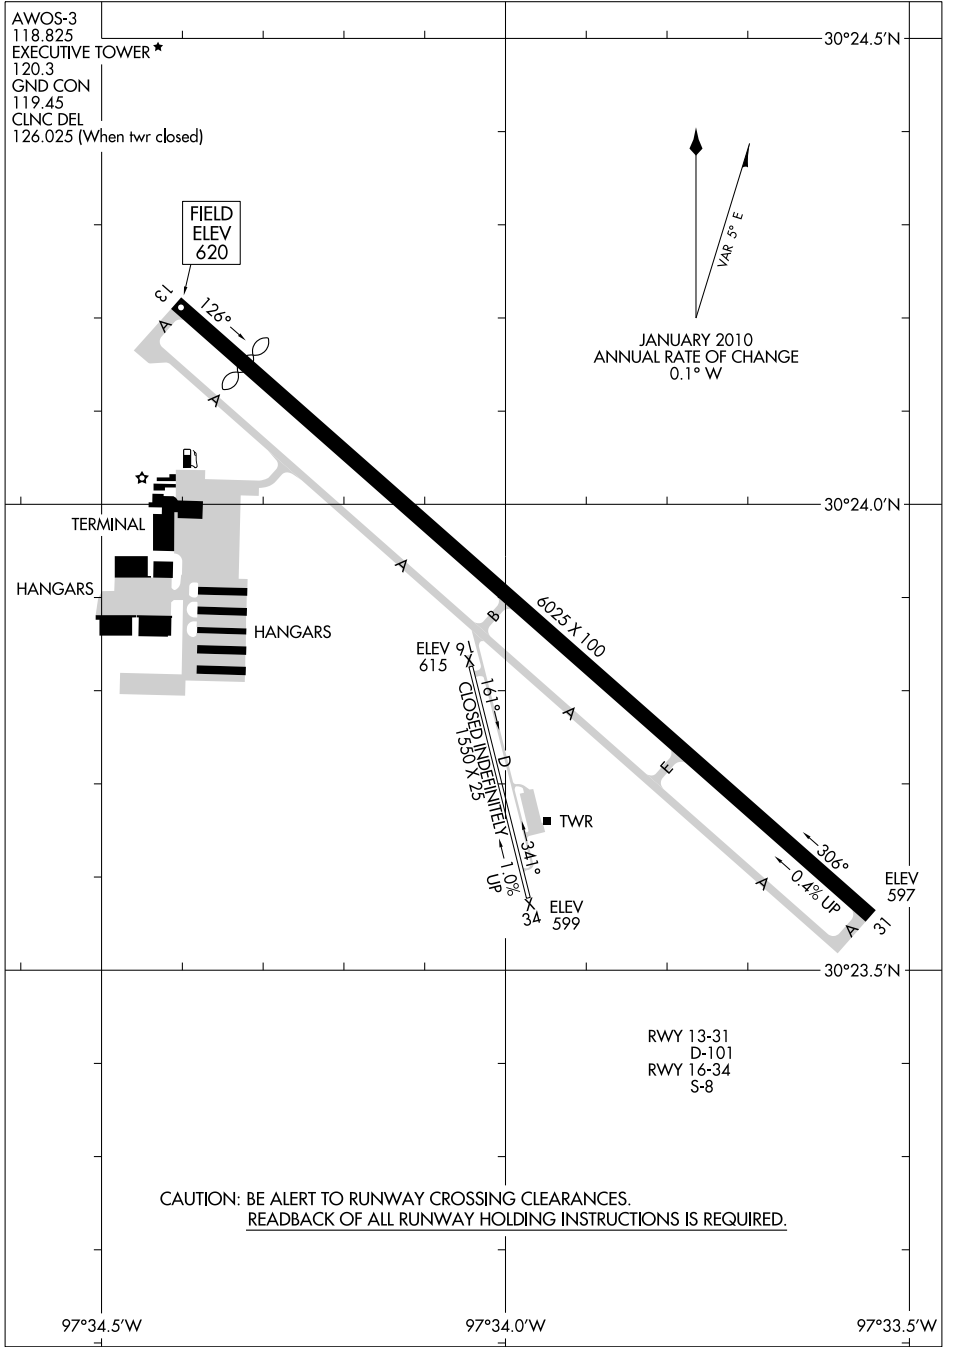 AWOS-3
118.825
EXECUTIVE TOWER
120.3
GND CON
119.45
CLNC DEL
126.025 (When twr closed)
30°24.5'N
VAR 5° E
JANUARY 2010
ANNUAL RATE OF CHANGE
0.1° W
FIELD
ELEV
620
13
126°
A
A
30°24.0'N
TERMINAL
HANGARS
HANGARS
A
B
6025 X 100
ELEV
615
16
161°
CLOSED INDEFINITELY
1550 X 25
D
A
E
TWR
341°
1.0%
UP
34
ELEV
599
306°
0.4% UP
A
A
ELEV
597
31
30°23.5'N
RWY 13-31
D-101
RWY 16-34
S-8
CAUTION: BE ALERT TO RUNWAY CROSSING CLEARANCES.
READBACK OF ALL RUNWAY HOLDING INSTRUCTIONS IS REQUIRED.
97°34.5'W
97°34.0'W
97°33.5'W